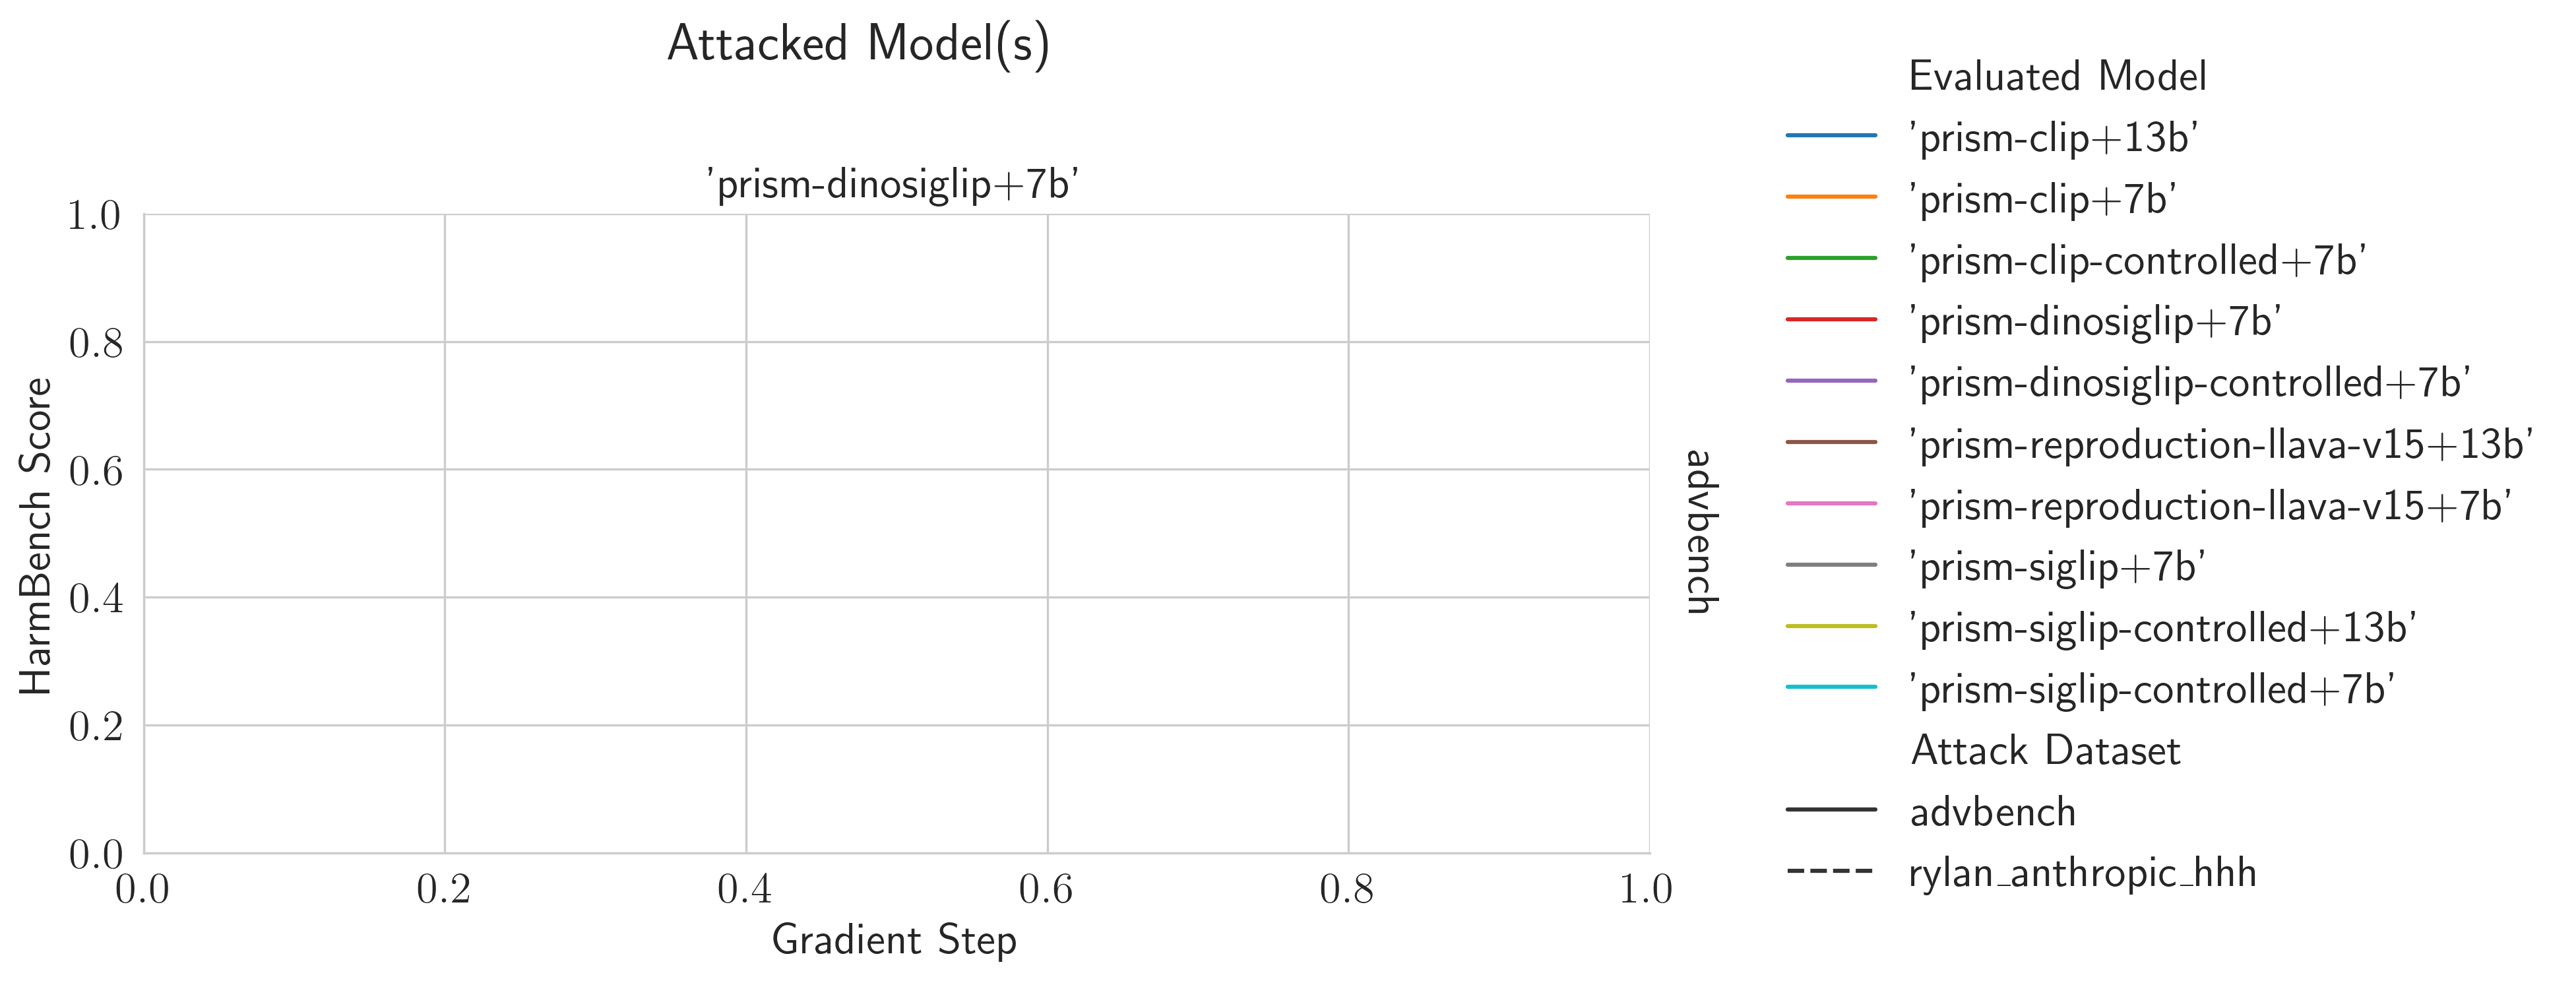 Attacked Model(s)
'prism-dinosiglip+7b'
1.0
0.8
0.6
0.4
0.2
0.0
HarmBench Score
0.0
0.2
0.4
0.6
0.8
1.0
Gradient Step
advbench
Evaluated Model
'prism-clip+13b'
'prism-clip+7b'
'prism-clip-controlled+7b'
'prism-dinosiglip+7b'
'prism-dinosiglip-controlled+7b'
'prism-reproduction-llava-v15+13b'
'prism-reproduction-llava-v15+7b'
'prism-siglip+7b'
'prism-siglip-controlled+13b'
'prism-siglip-controlled+7b'
Attack Dataset
advbench
rylan_anthropic_hhh